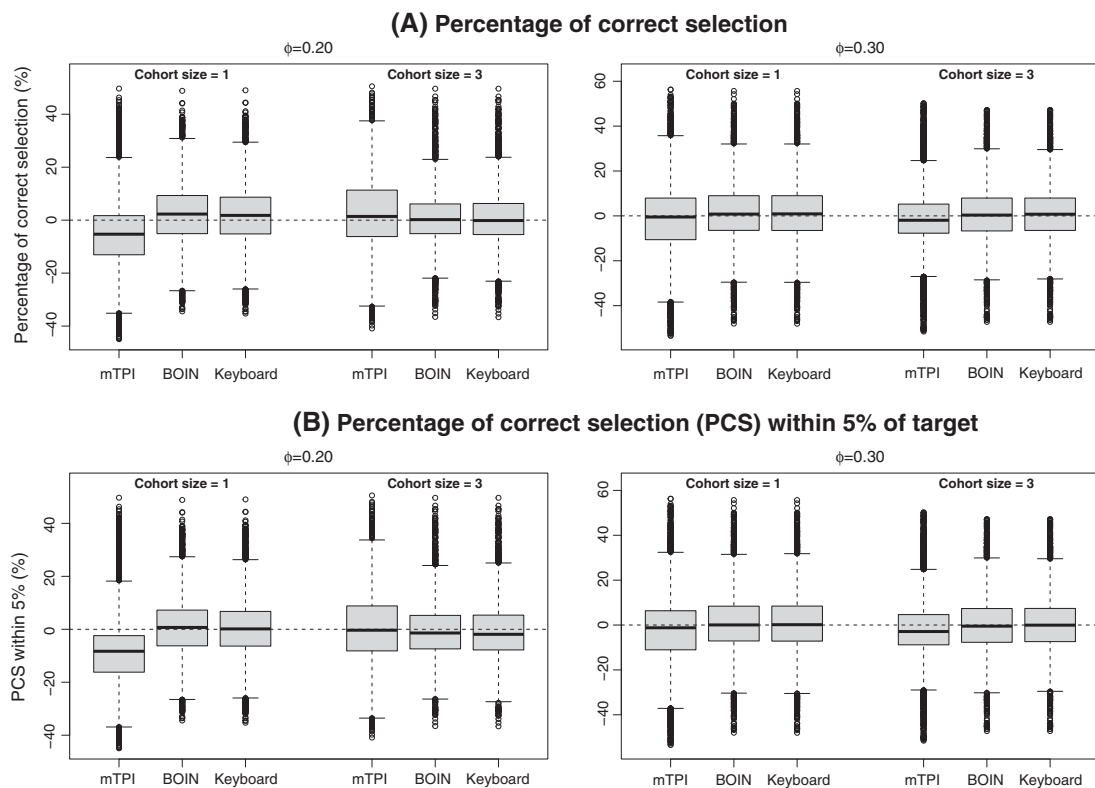 (A) Percentage of correct selection
ϕ=0.20
ϕ=0.30
Cohort size = 1
Cohort size = 3
Cohort size = 1
Cohort size = 3
Percentage of correct selection (%)
40
20
0
−20
−40
60
40
20
0
−20
−40
mTPI BOIN Keyboard mTPI BOIN Keyboard
mTPI BOIN Keyboard mTPI BOIN Keyboard
(B) Percentage of correct selection (PCS) within 5% of target
ϕ=0.20
ϕ=0.30
Cohort size = 1
Cohort size = 3
Cohort size = 1
Cohort size = 3
PCS within 5% (%)
40
20
0
−20
−40
60
40
20
0
−20
−40
mTPI BOIN Keyboard mTPI BOIN Keyboard
mTPI BOIN Keyboard mTPI BOIN Keyboard